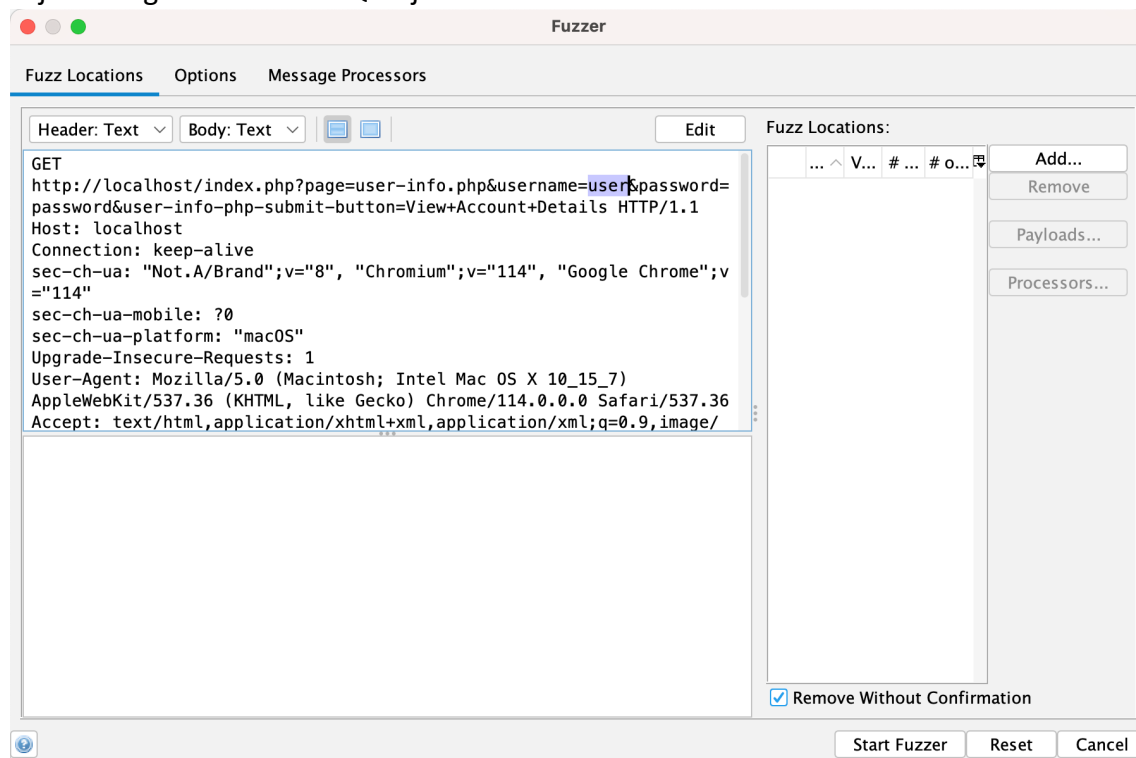 Fuzzer
Fuzz Locations Options Message Processors
Header: Text Body: Text Edit
GET
http://localhost/index.php?page=user-info.php&username=user&password=
password&user-info-php-submit-button=View+Account+Details HTTP/1.1
Host: localhost
Connection: keep-alive
sec-ch-ua: "Not.A/Brand";v="8", "Chromium";v="114", "Google Chrome";v
="114"
sec-ch-ua-mobile: ?0
sec-ch-ua-platform: "macOS"
Upgrade-Insecure-Requests: 1
User-Agent: Mozilla/5.0 (Macintosh; Intel Mac OS X 10_15_7)
AppleWebKit/537.36 (KHTML, like Gecko) Chrome/114.0.0.0 Safari/537.36
Accept: text/html,application/xhtml+xml,application/xml;q=0.9,image/
Fuzz Locations:
... V... # ... # o...
Add...
Remove
Payloads...
Processors...
Remove Without Confirmation
Start Fuzzer Reset Cancel